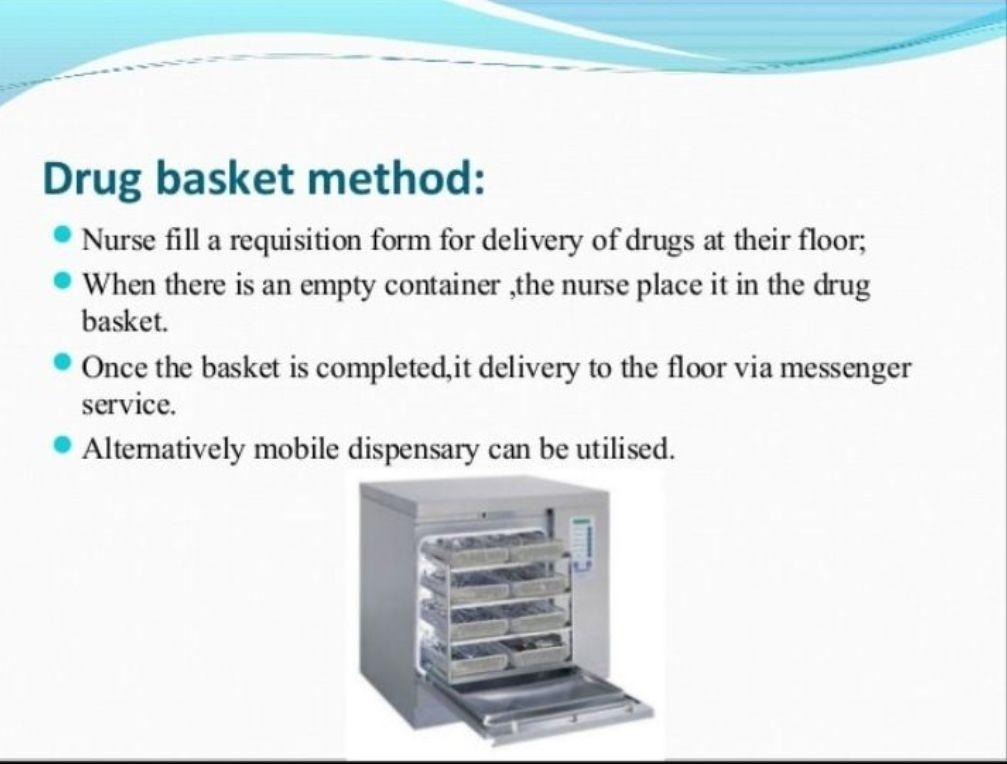 Drug basket method:
Nurse fill a requisition form for delivery of drugs at their floor;
When there is an empty container ,the nurse place it in the drug
basket.
Once the basket is completed,it delivery to the floor via messenger
service.
Alternatively mobile dispensary can be utilised.